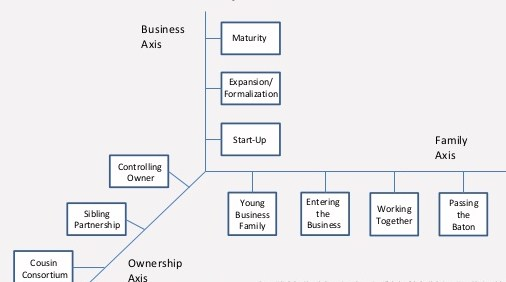 Business
Axis
Maturity
Expansion/
Formalization
Start-Up
Family
Axis
Controlling
Owner
Young
Business
Family
Entering
the
Business
Working
Together
Passing
the
Baton
Sibling
Partnership
Cousin
Consortium
Ownership
Axis